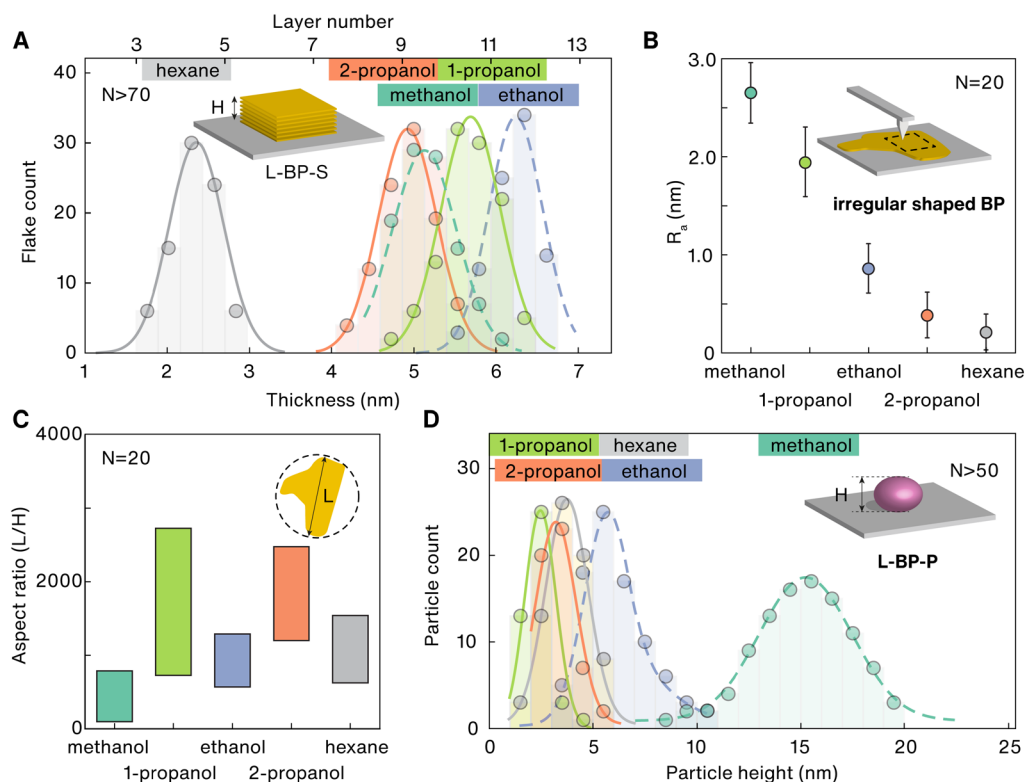 A
Layer number
3 5 7 9 11 13
hexane
2-propanol
1-propanol
methanol
ethanol
N>70
H
L-BP-S
Flake count
40
30
20
10
0
1 2 3 4 5 6 7
Thickness (nm)
B
3.0
2.0
1.0
0
Ra (nm)
N=20
irregular shaped BP
methanol ethanol hexane
1-propanol 2-propanol
C
4000
2000
0
Aspect ratio (L/H)
N=20
L
methanol ethanol hexane
1-propanol 2-propanol
D
1-propanol
hexane
methanol
2-propanol
ethanol
N>50
H
L-BP-P
Particle count
30
20
10
0
0 5 10 15 20 25
Particle height (nm)